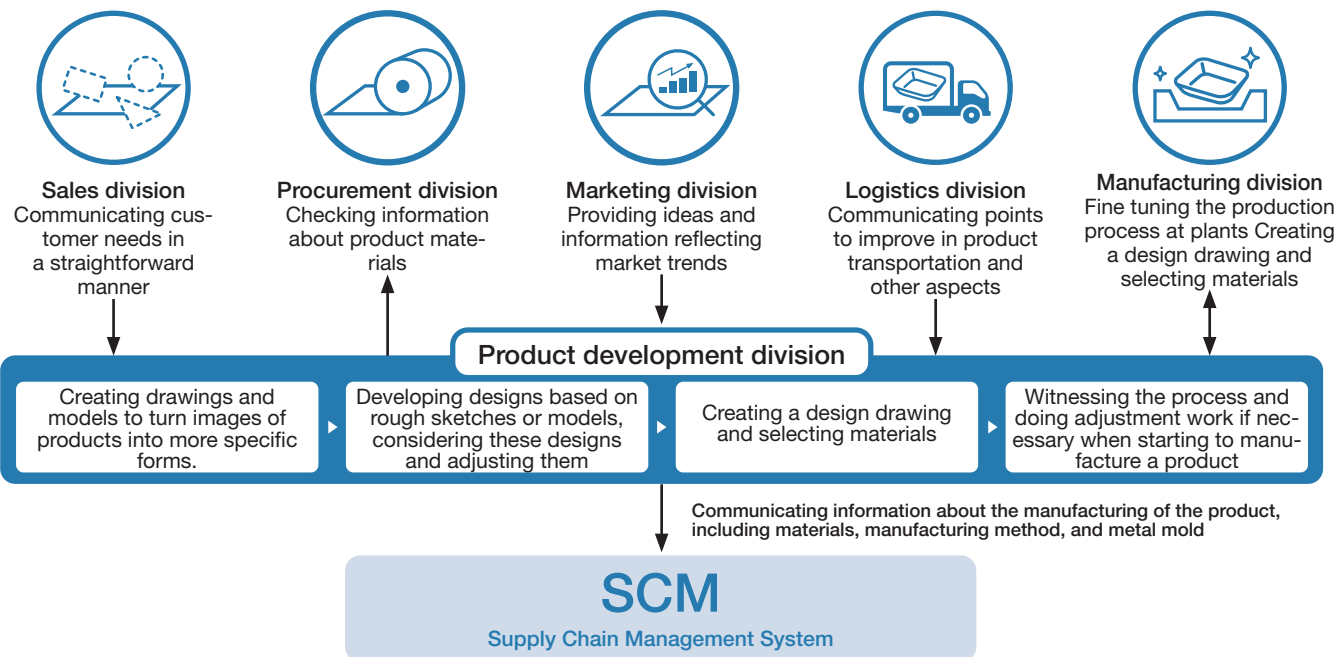 Sales division
Communicating cus-
tomer needs in
a straightforward
manner
Procurement division
Checking information
about product mate-
rials
Marketing division
Providing ideas and
information reflecting
market trends
Logistics division
Communicating points
to improve in product
transportation and
other aspects
Manufacturing division
Fine tuning the production
process at plants Creating
a design drawing and
selecting materials
Product development division
Creating drawings and
models to turn images of
products into more specific
forms.
Developing designs based on
rough sketches or models,
considering these designs
and adjusting them
Creating a design drawing
and selecting materials
Witnessing the process and
doing adjustment work if nec-
essary when starting to manu-
facture a product
Communicating information about the manufacturing of the product,
including materials, manufacturing method, and metal mold
SCM
Supply Chain Management System